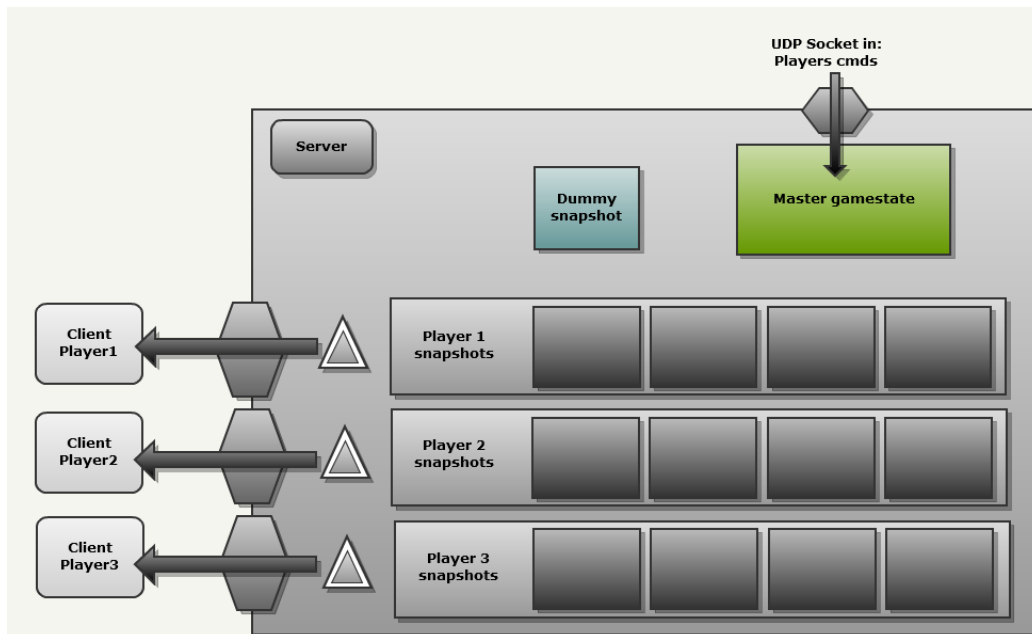 UDP Socket in:
Players cmds
Server
Dummy
snapshot
Master gamestate
Client
Player1
Player 1
snapshots
Client
Player2
Player 2
snapshots
Client
Player3
Player 3
snapshots